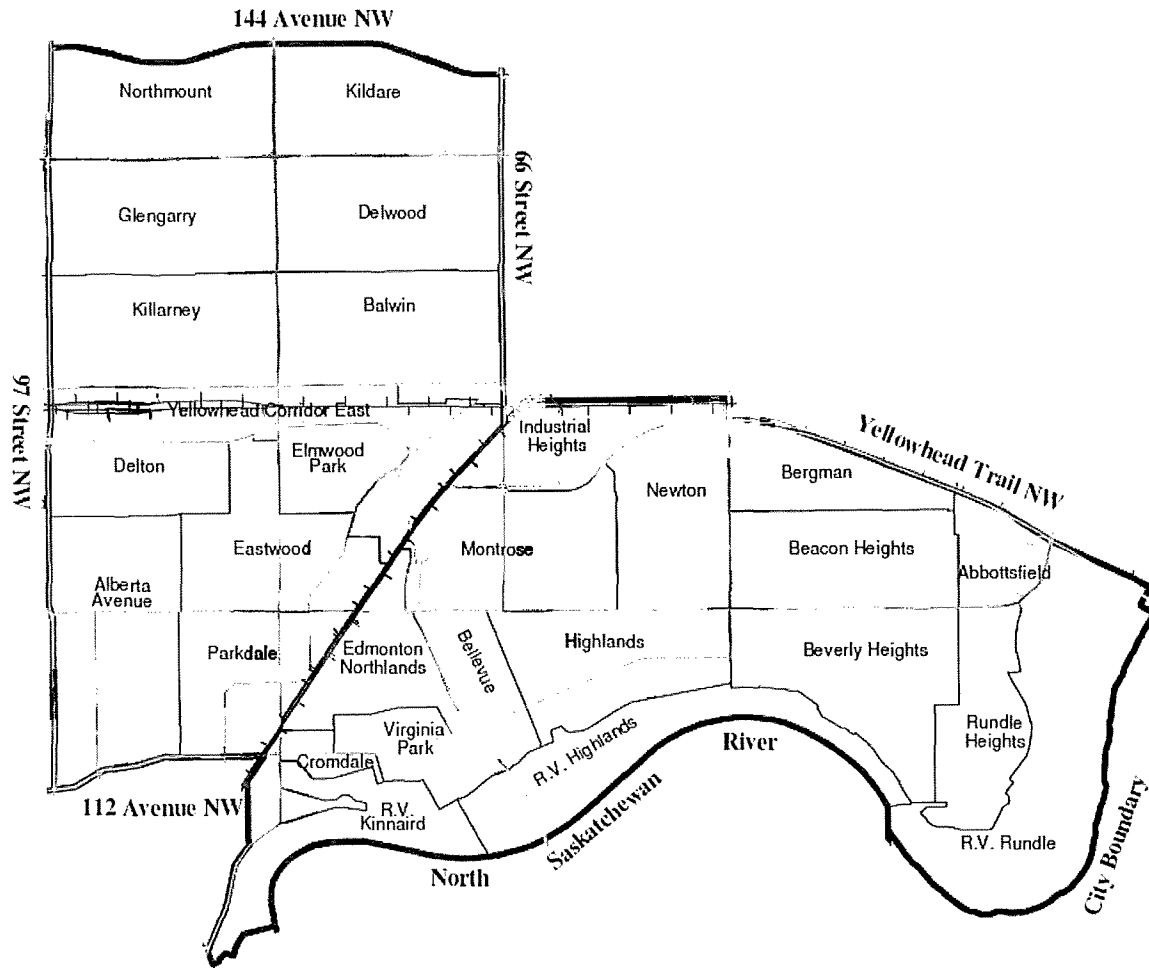 144 Avenue NW
Northmount
Kildare
66 Street NW
Glengarry
Delwood
Killarney
Balwin
97 Street NW
Yellowhead Corridor East
Industrial
Heights
Yellowhead Trail NW
Delton
Elmwood
Park
Bergman
Newton
Eastwood
Montrose
Beacon Heights
Abbottsfield
Alberta
Avenue
Parkdale
Edmonton
Northlands
Bellevue
Highlands
Beverly Heights
Rundle
Heights
Virginia
Park
River
Cromdale
R.V. Highlands
112 Avenue NW
R.V.
Kinnaird
Saskatchewan
R.V. Rundle
City Boundary
North